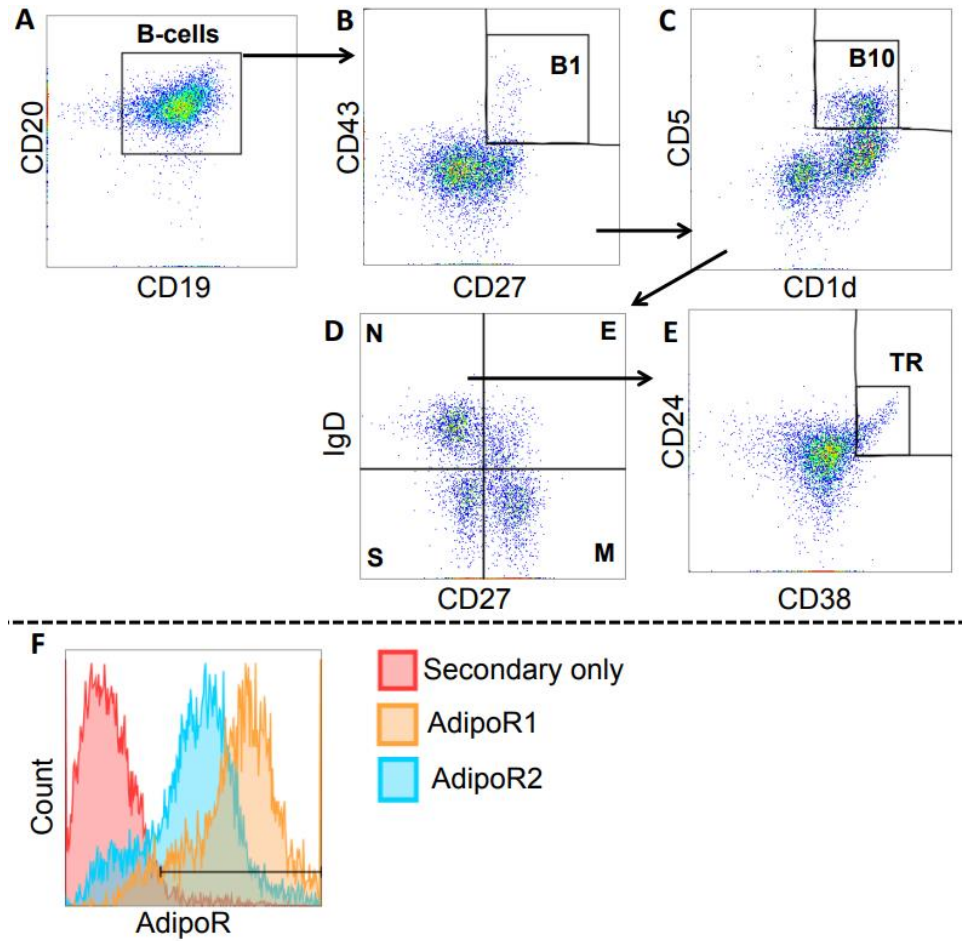 A
B-cells
CD20
CD19
B
B1
CD43
CD27
C
B10
CD5
CD1d
D
N
E
S
M
IgD
CD27
E
TR
CD24
CD38
F
Count
AdipoR
Secondary only
AdipoR1
AdipoR2